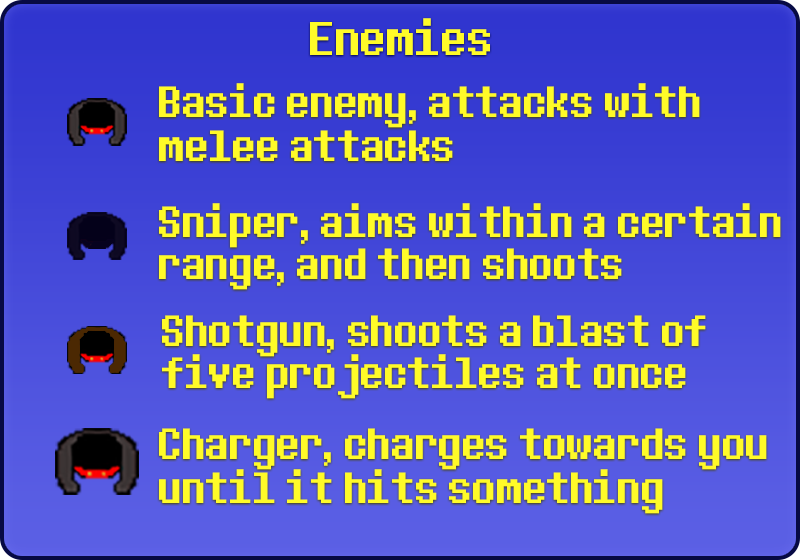 Enemies
Basic enemy, attacks with
melee attacks
Sniper, aims within a certain
range, and then shoots
Shotgun, shoots a blast of
five projectiles at once
Charger, charges towards you
until it hits something